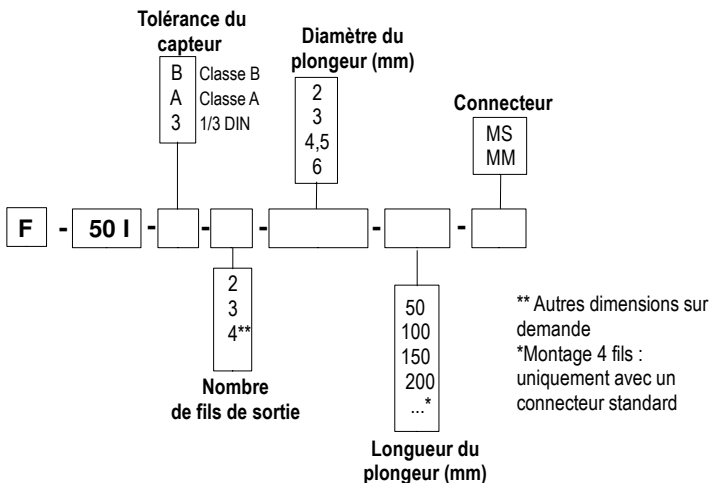 Tolérance du
capteur
B Classe B
A Classe A
3 1/3 DIN
Diamètre du
plongeur (mm)
2
3
4,5
6
Connecteur
MS
MM
F - 50 I - - - - -
2
3
4**
Nombre
de fils de sortie
50
100
150
200
...*
Longueur du
plongeur (mm)
** Autres dimensions sur
demande
*Montage 4 fils :
uniquement avec un
connecteur standard